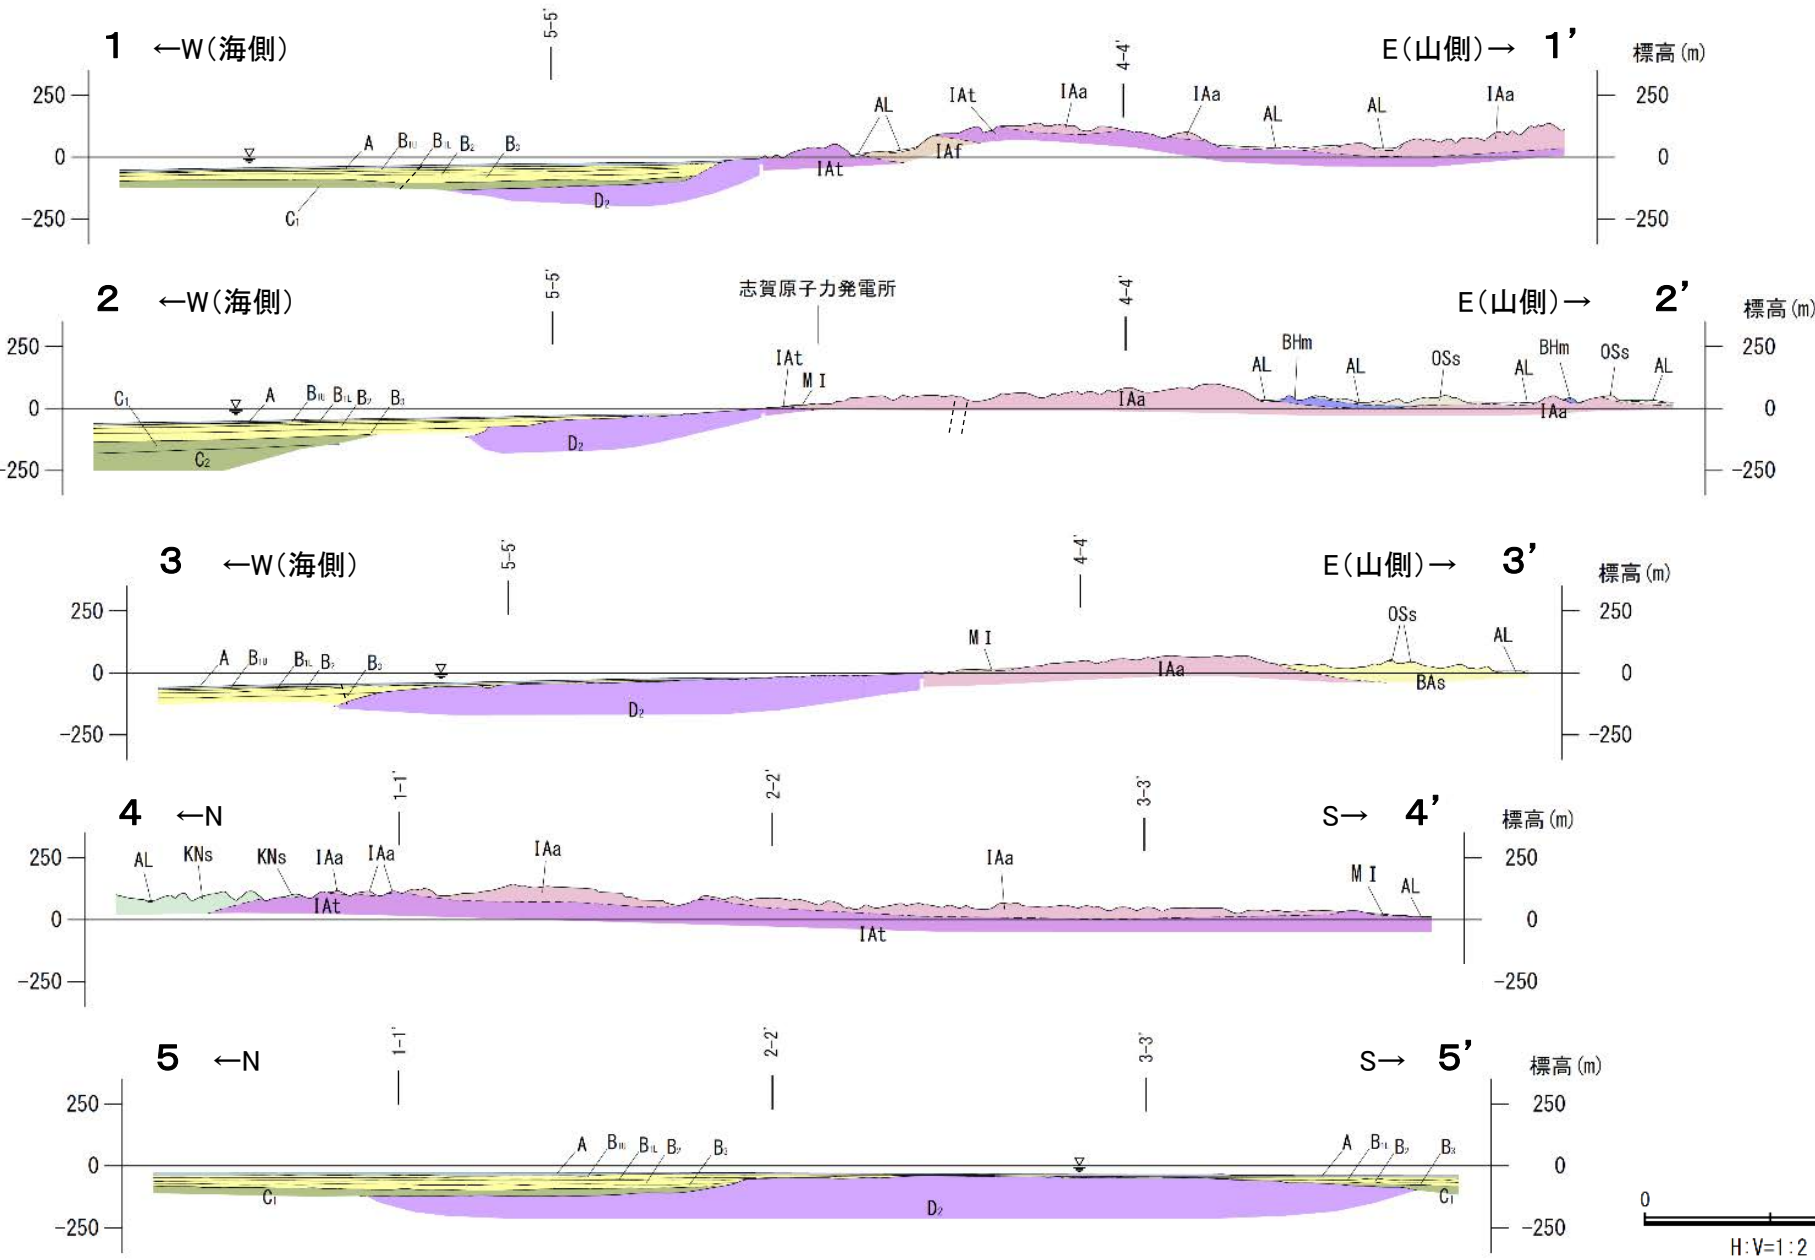 1 ←W(海側) 5-5' 4-4' E(山側)→ 1’ 標高(m)
250 AL IAt IAa IAa AL AL IAa 250
A B₁U B₁L B₂ B₃
0 IAt IAf 0
-250 C₁ D₂ -250
2 ←W(海側) 5-5' 志賀原子力発電所 4-4' E(山側)→ 2’ 標高(m)
250 IAt MI AL BHm AL OSs AL BHm OSs AL 250
C₁ A B₁U B₁L B₂ B₃
0 IAa IAa 0
-250 C₂ D₂ -250
3 ←W(海側) 5-5' 4-4' E(山側)→ 3’ 標高(m)
250 MI OSs AL 250
A B₁U B₁L B₂ B₃
0 IAa BAs 0
-250 D₂ -250
4 ←N 1-1' 2-2' 3-3' S→ 4’ 標高(m)
250 AL KNs KNs IAa IAa IAa IAa MI AL 250
0 IAt IAt 0
-250 -250
5 ←N 1-1' 2-2' 3-3' S→ 5’ 標高(m)
250 250
A B₁U B₁L B₂ B₃ A B₁L B₂ B₃
0 0
C₁ D₂ C₁
-250 -250
0
H:V=1:2